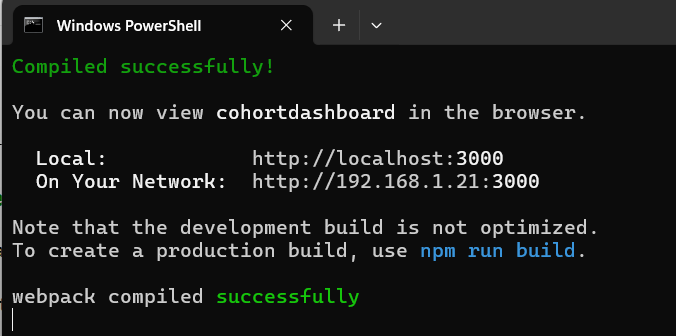 Windows PowerShell
Compiled successfully!
You can now view cohortdashboard in the browser.
Local: http://localhost:3000
On Your Network: http://192.168.1.21:3000
Note that the development build is not optimized.
To create a production build, use npm run build.
webpack compiled successfully